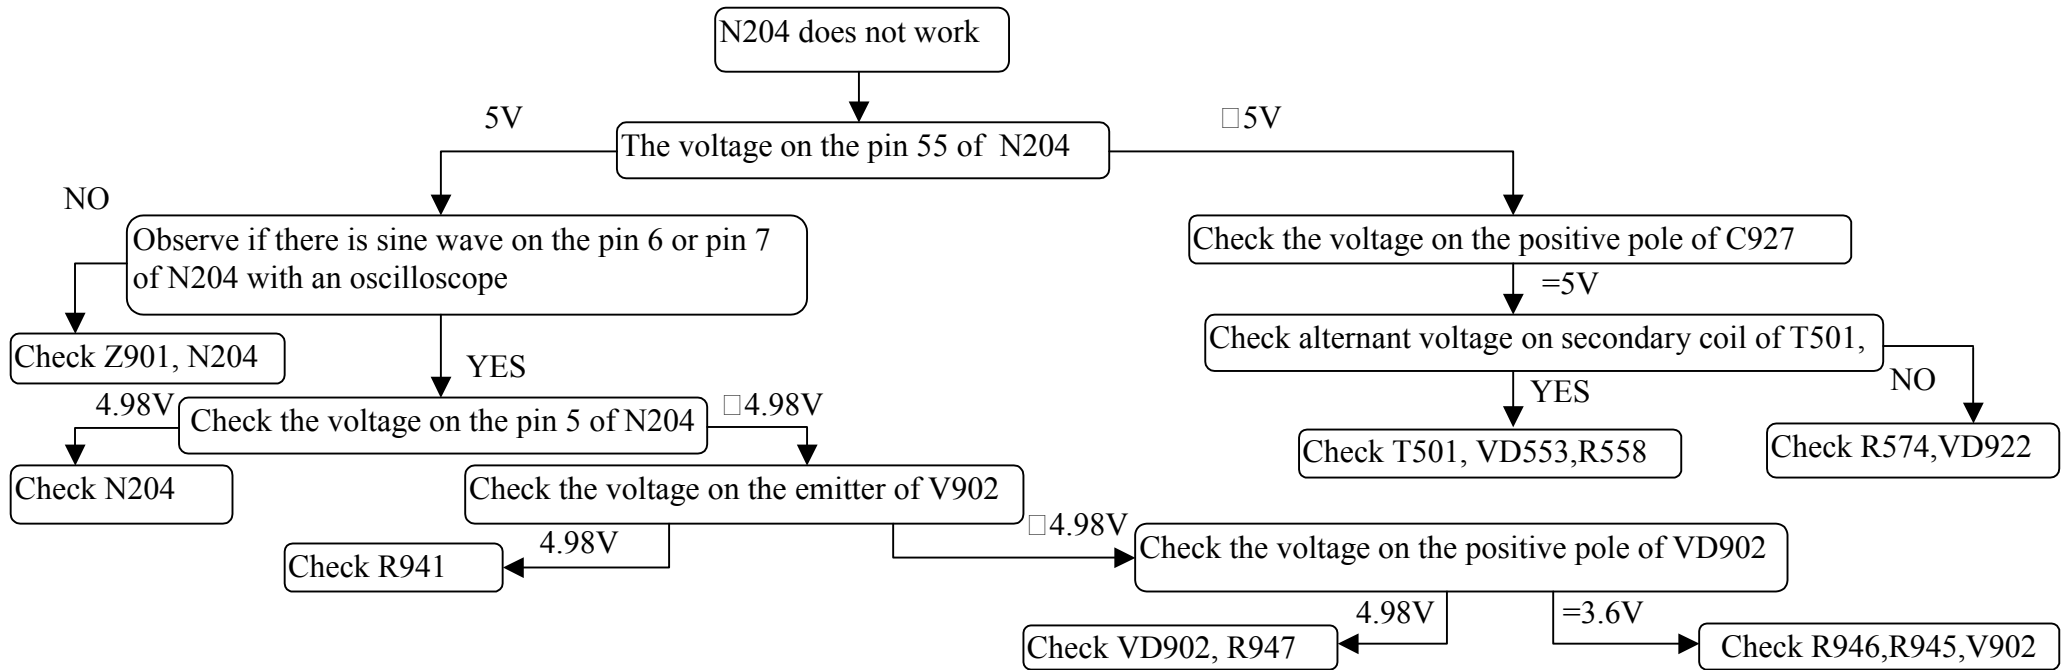 N204 does not work
5V
□5V
The voltage on the pin 55 of N204
NO
Observe if there is sine wave on the pin 6 or pin 7
of N204 with an oscilloscope
Check the voltage on the positive pole of C927
=5V
Check Z901, N204
YES
Check alternant voltage on secondary coil of T501,
YES
NO
4.98V
Check the voltage on the pin 5 of N204
□4.98V
Check T501, VD553,R558
Check R574,VD922
Check N204
Check the voltage on the emitter of V902
4.98V
□4.98V
Check R941
Check the voltage on the positive pole of VD902
4.98V
=3.6V
Check VD902, R947
Check R946,R945,V902